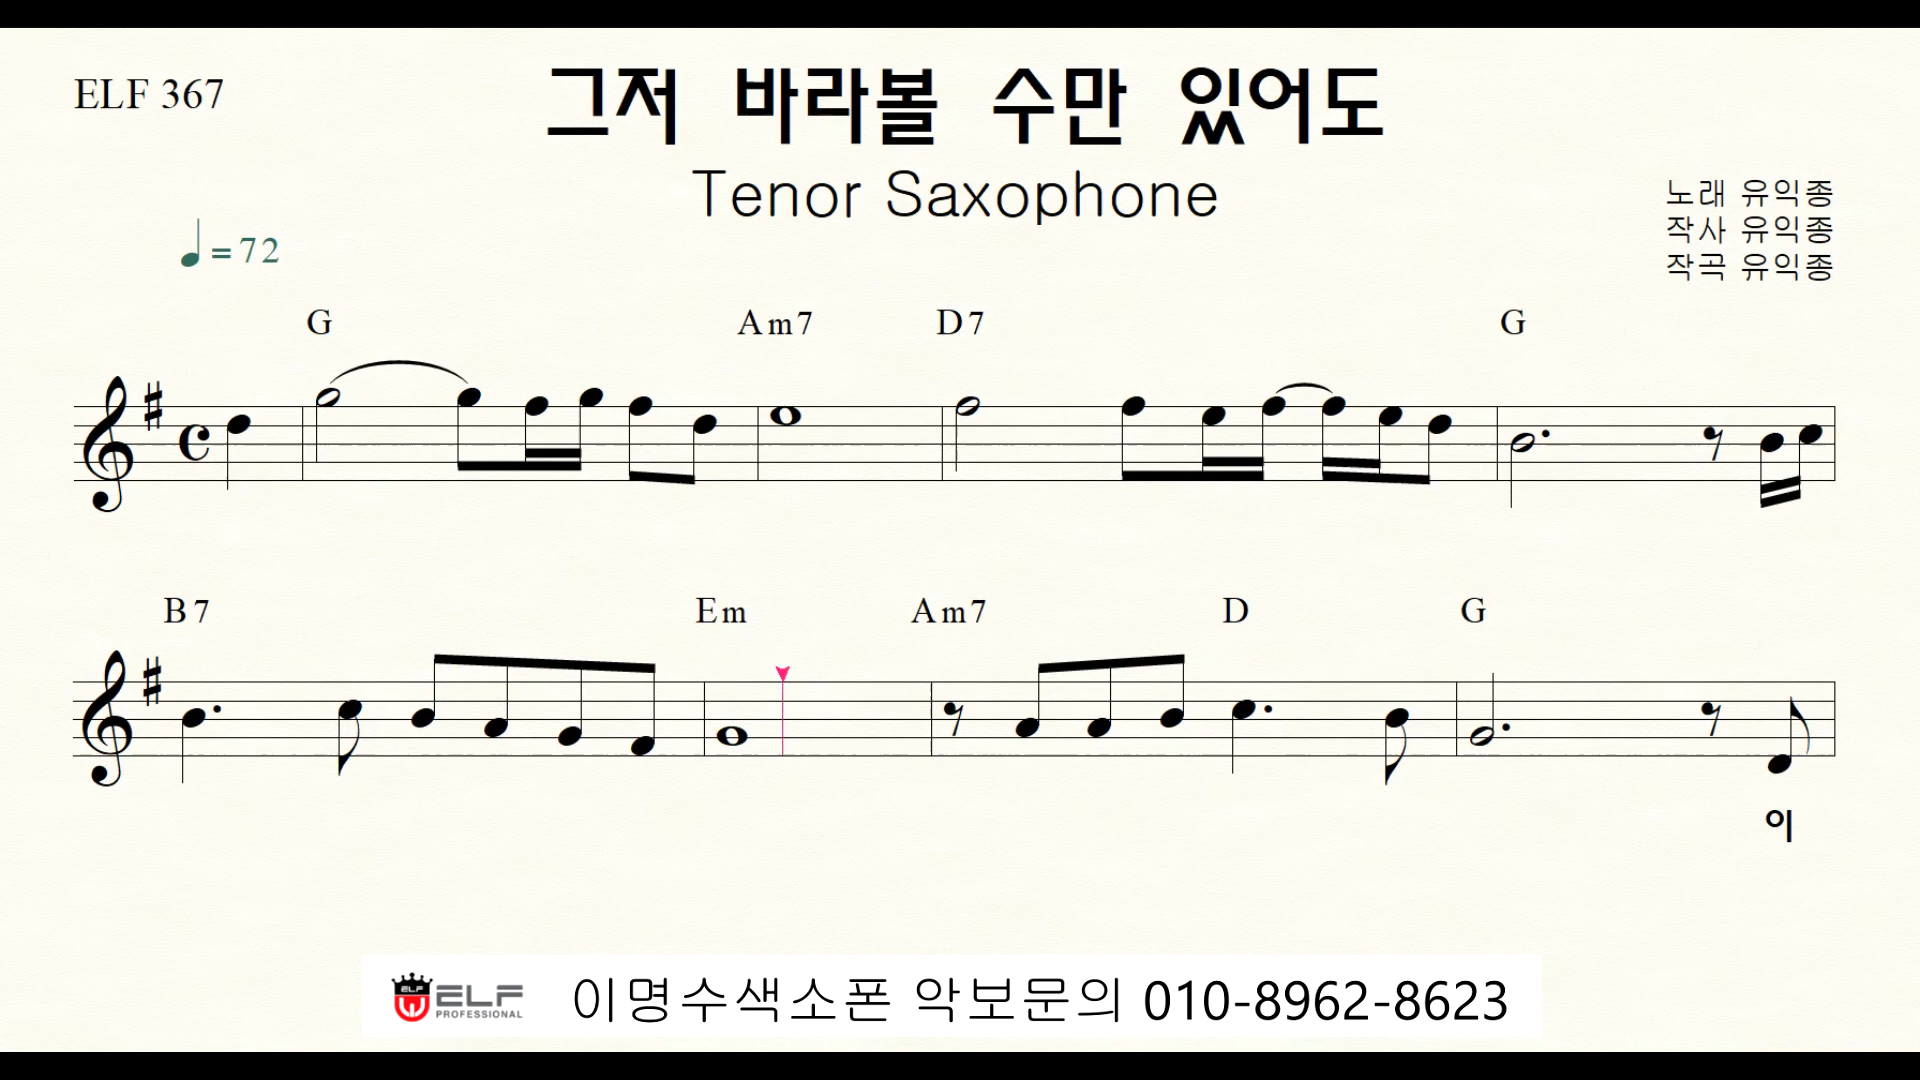 ELF 367
그저 바라볼 수만 있어도
Tenor Saxophone
노래 유익종
작사 유익종
작곡 유익종
= 72
G Am7 D7 G
B7 Em Am7 D G
이
ELF
ELF PROFESSIONAL
이명수색소폰 악보문의 010-8962-8623